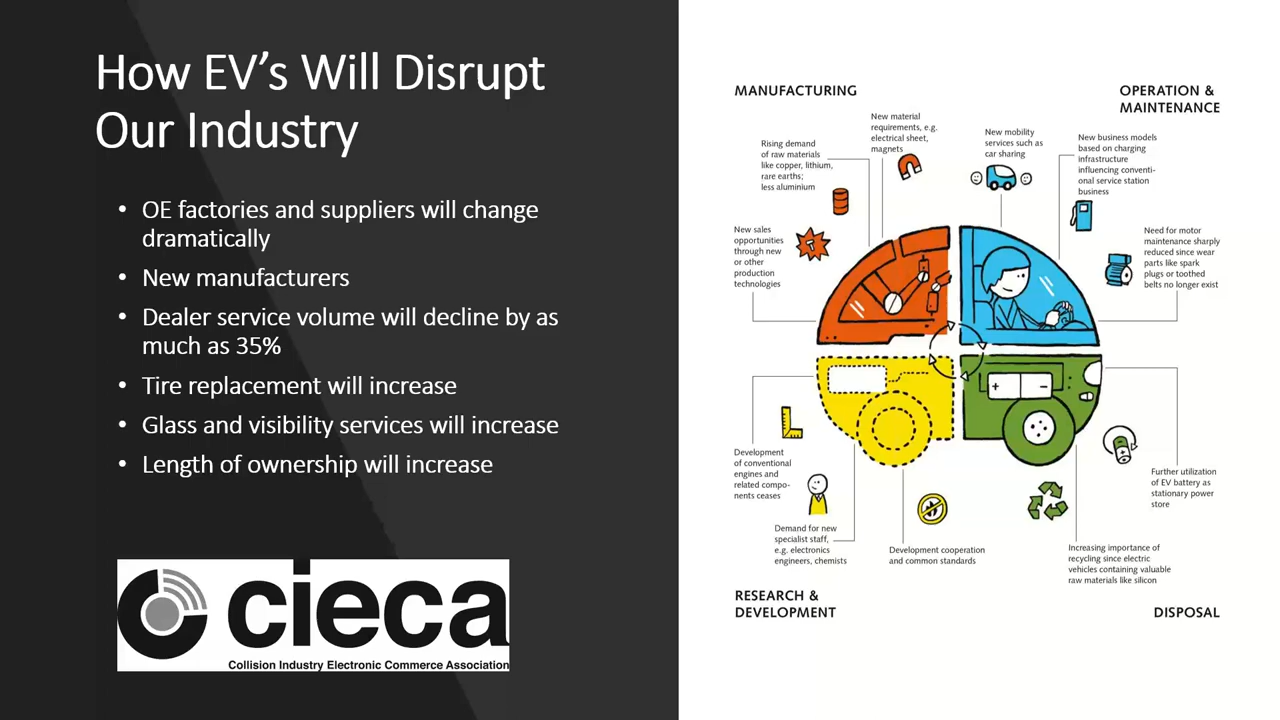 How EV's Will Disrupt
Our Industry
• OE factories and suppliers will change
dramatically
• New manufacturers
• Dealer service volume will decline by as
much as 35%
• Tire replacement will increase
• Glass and visibility services will increase
• Length of ownership will increase
cieca
Collision Industry Electronic Commerce Association
MANUFACTURING
New material
requirements, e.g.
electrical sheet,
magnets
Rising demand
of raw materials
like copper, lithium,
rare earths;
less aluminium
New sales
opportunities
through new
or other
production
technologies
OPERATION &
MAINTENANCE
New mobility
services such as
car sharing
New business models
based on charging
infrastructure
influencing conventi-
onal service station
business
Need for motor
maintenance sharply
reduced since wear
parts like spark
plugs or toothed
belts no longer exist
+ −
Development
of conventional
engines and
related compo-
nents ceases
Demand for new
specialist staff,
e.g. electronics
engineers, chemists
Development cooperation
and common standards
RESEARCH &
DEVELOPMENT
Further utilization
of EV battery as
stationary power
store
Increasing importance of
recycling since electric
vehicles containing valuable
raw materials like silicon
DISPOSAL